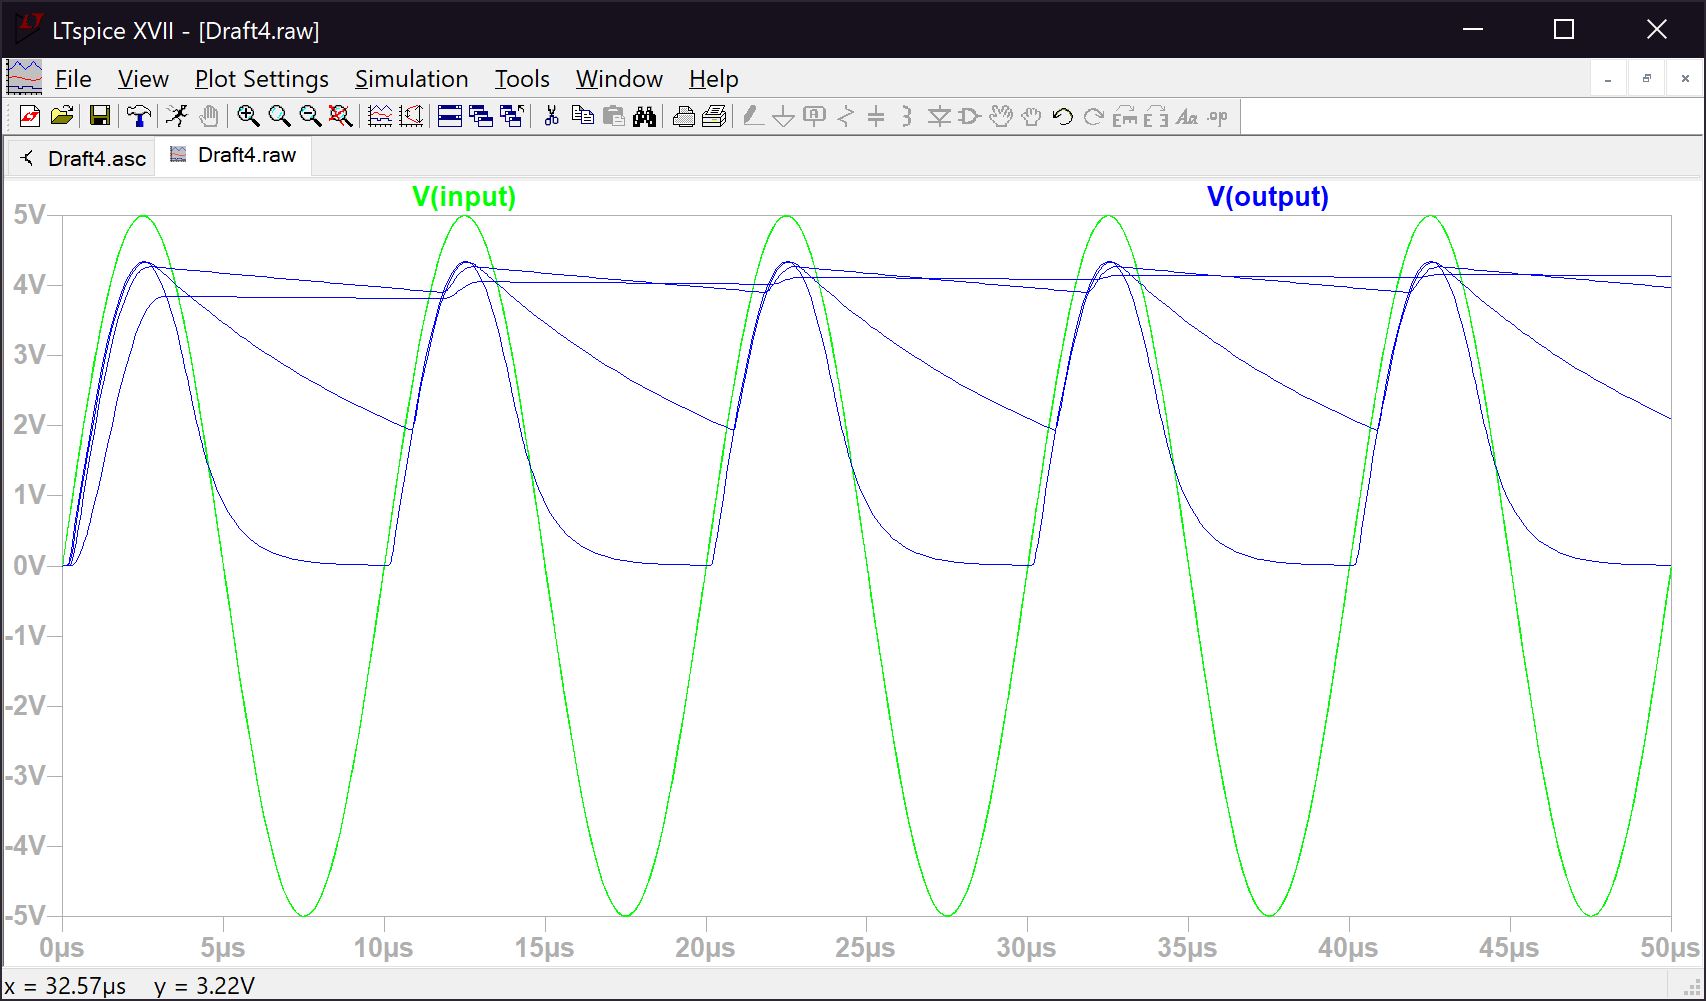 LTspice XVII - [Draft4.raw]
File View Plot Settings Simulation Tools Window Help
Draft4.asc Draft4.raw
V(input) V(output)
5V
4V
3V
2V
1V
0V
-1V
-2V
-3V
-4V
-5V
0µs 5µs 10µs 15µs 20µs 25µs 30µs 35µs 40µs 45µs 50µs
x = 32.57µs y = 3.22V